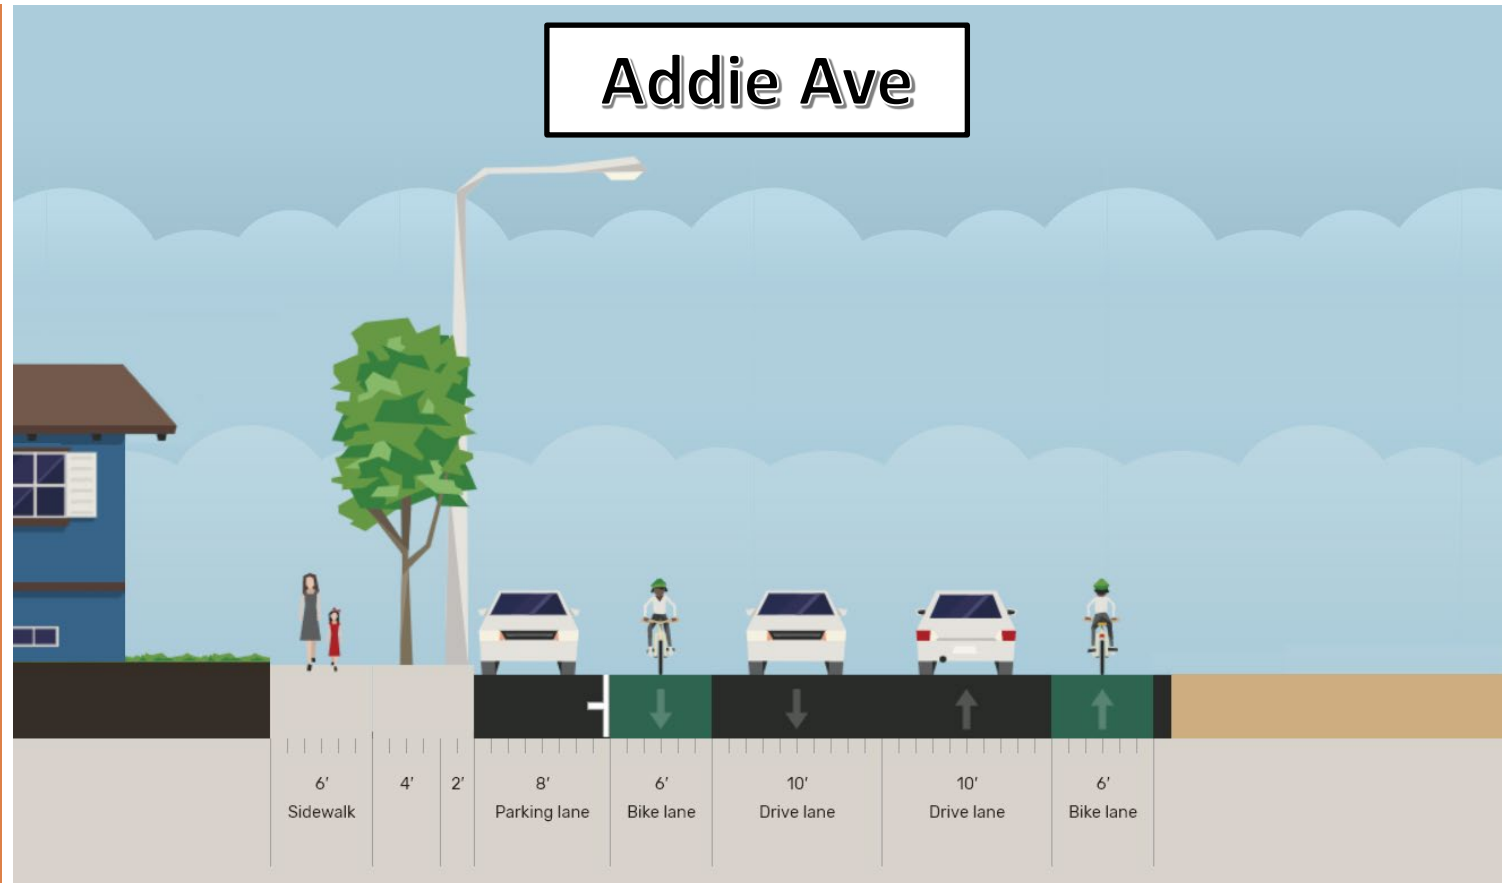 Addie Ave
6' 4' 2' 8' 6' 10' 10' 6'
Sidewalk Parking lane Bike lane Drive lane Drive lane Bike lane